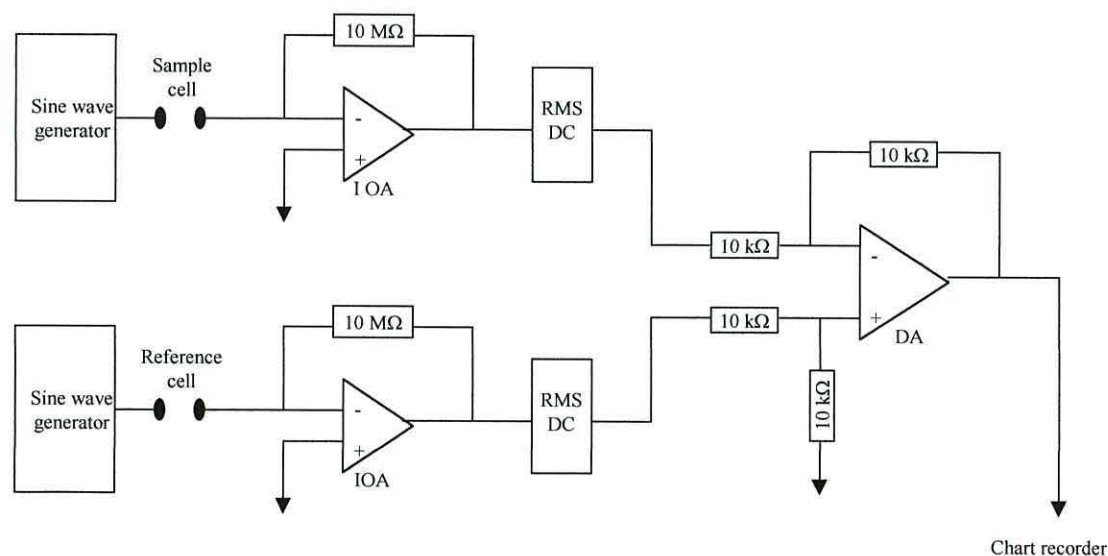 10 MΩ
Sample
cell
Sine wave
generator
-
+
I OA
RMS
DC
10 kΩ
10 kΩ
-
+
DA
10 kΩ
10 kΩ
10 MΩ
Reference
cell
Sine wave
generator
-
+
IOA
RMS
DC
Chart recorder